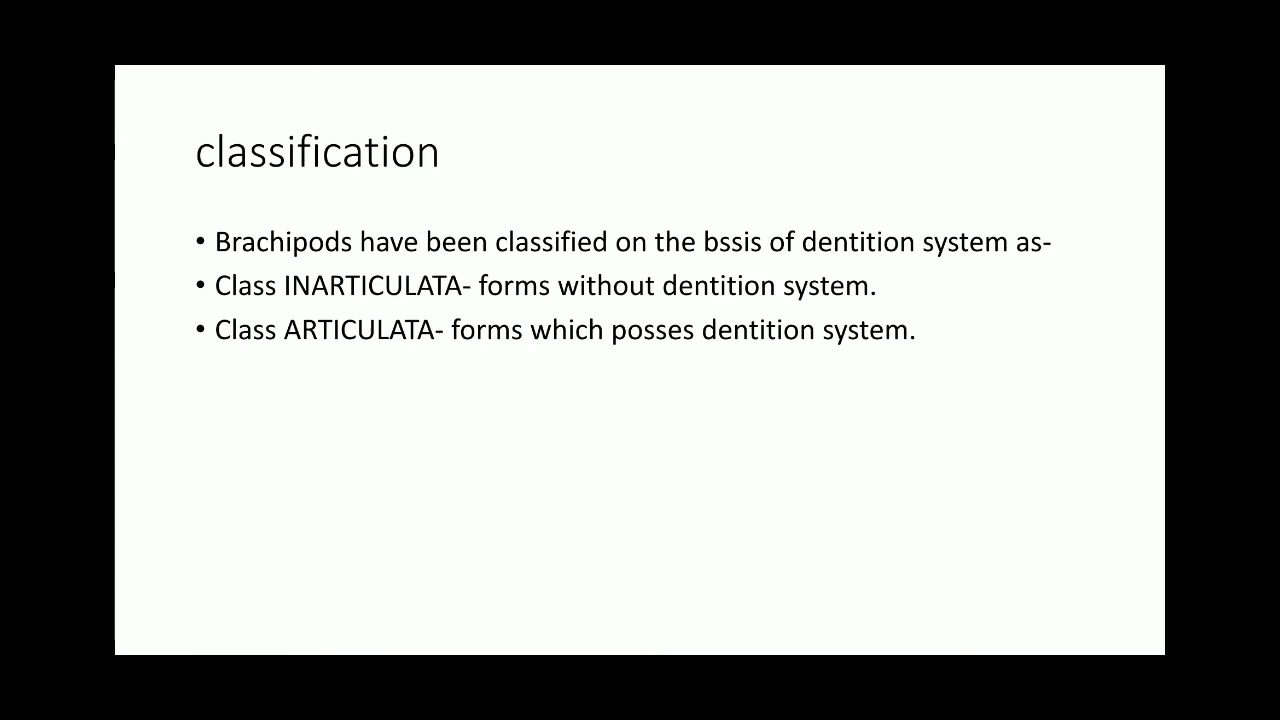 classification
• Brachipods have been classified on the bssis of dentition system as-
• Class INARTICULATA- forms without dentition system.
• Class ARTICULATA- forms which posses dentition system.